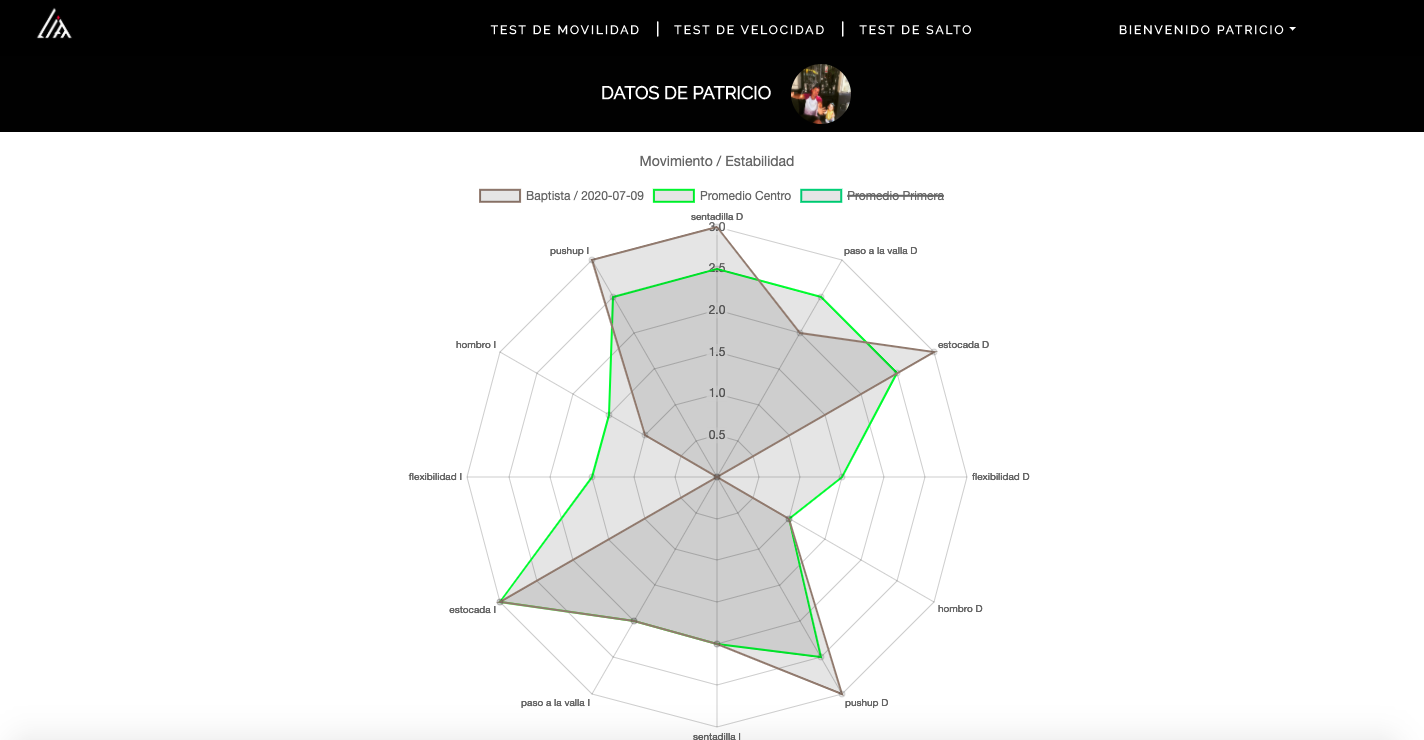 TEST DE MOVILIDAD | TEST DE VELOCIDAD | TEST DE SALTO BIENVENIDO PATRICIO
DATOS DE PATRICIO
Movimiento / Estabilidad
Baptista / 2020-07-09 Promedio Centro Promedio Primera
sentadilla D
3.0
pushup I paso a la valla D
2.5
2.0
hombro I estocada D
1.5
1.0
0.5
flexibilidad I flexibilidad D
estocada I hombro D
paso a la valla I pushup D
sentadilla I